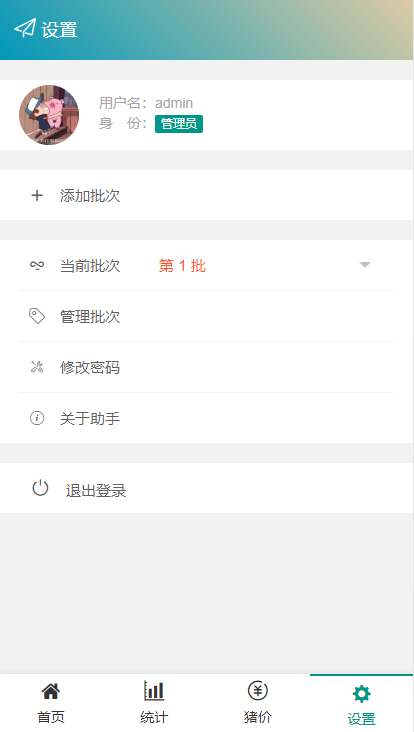 设置
用户名：admin
身　份：管理员
添加批次
当前批次 第 1 批
管理批次
修改密码
关于助手
退出登录
首页 统计 猪价 设置